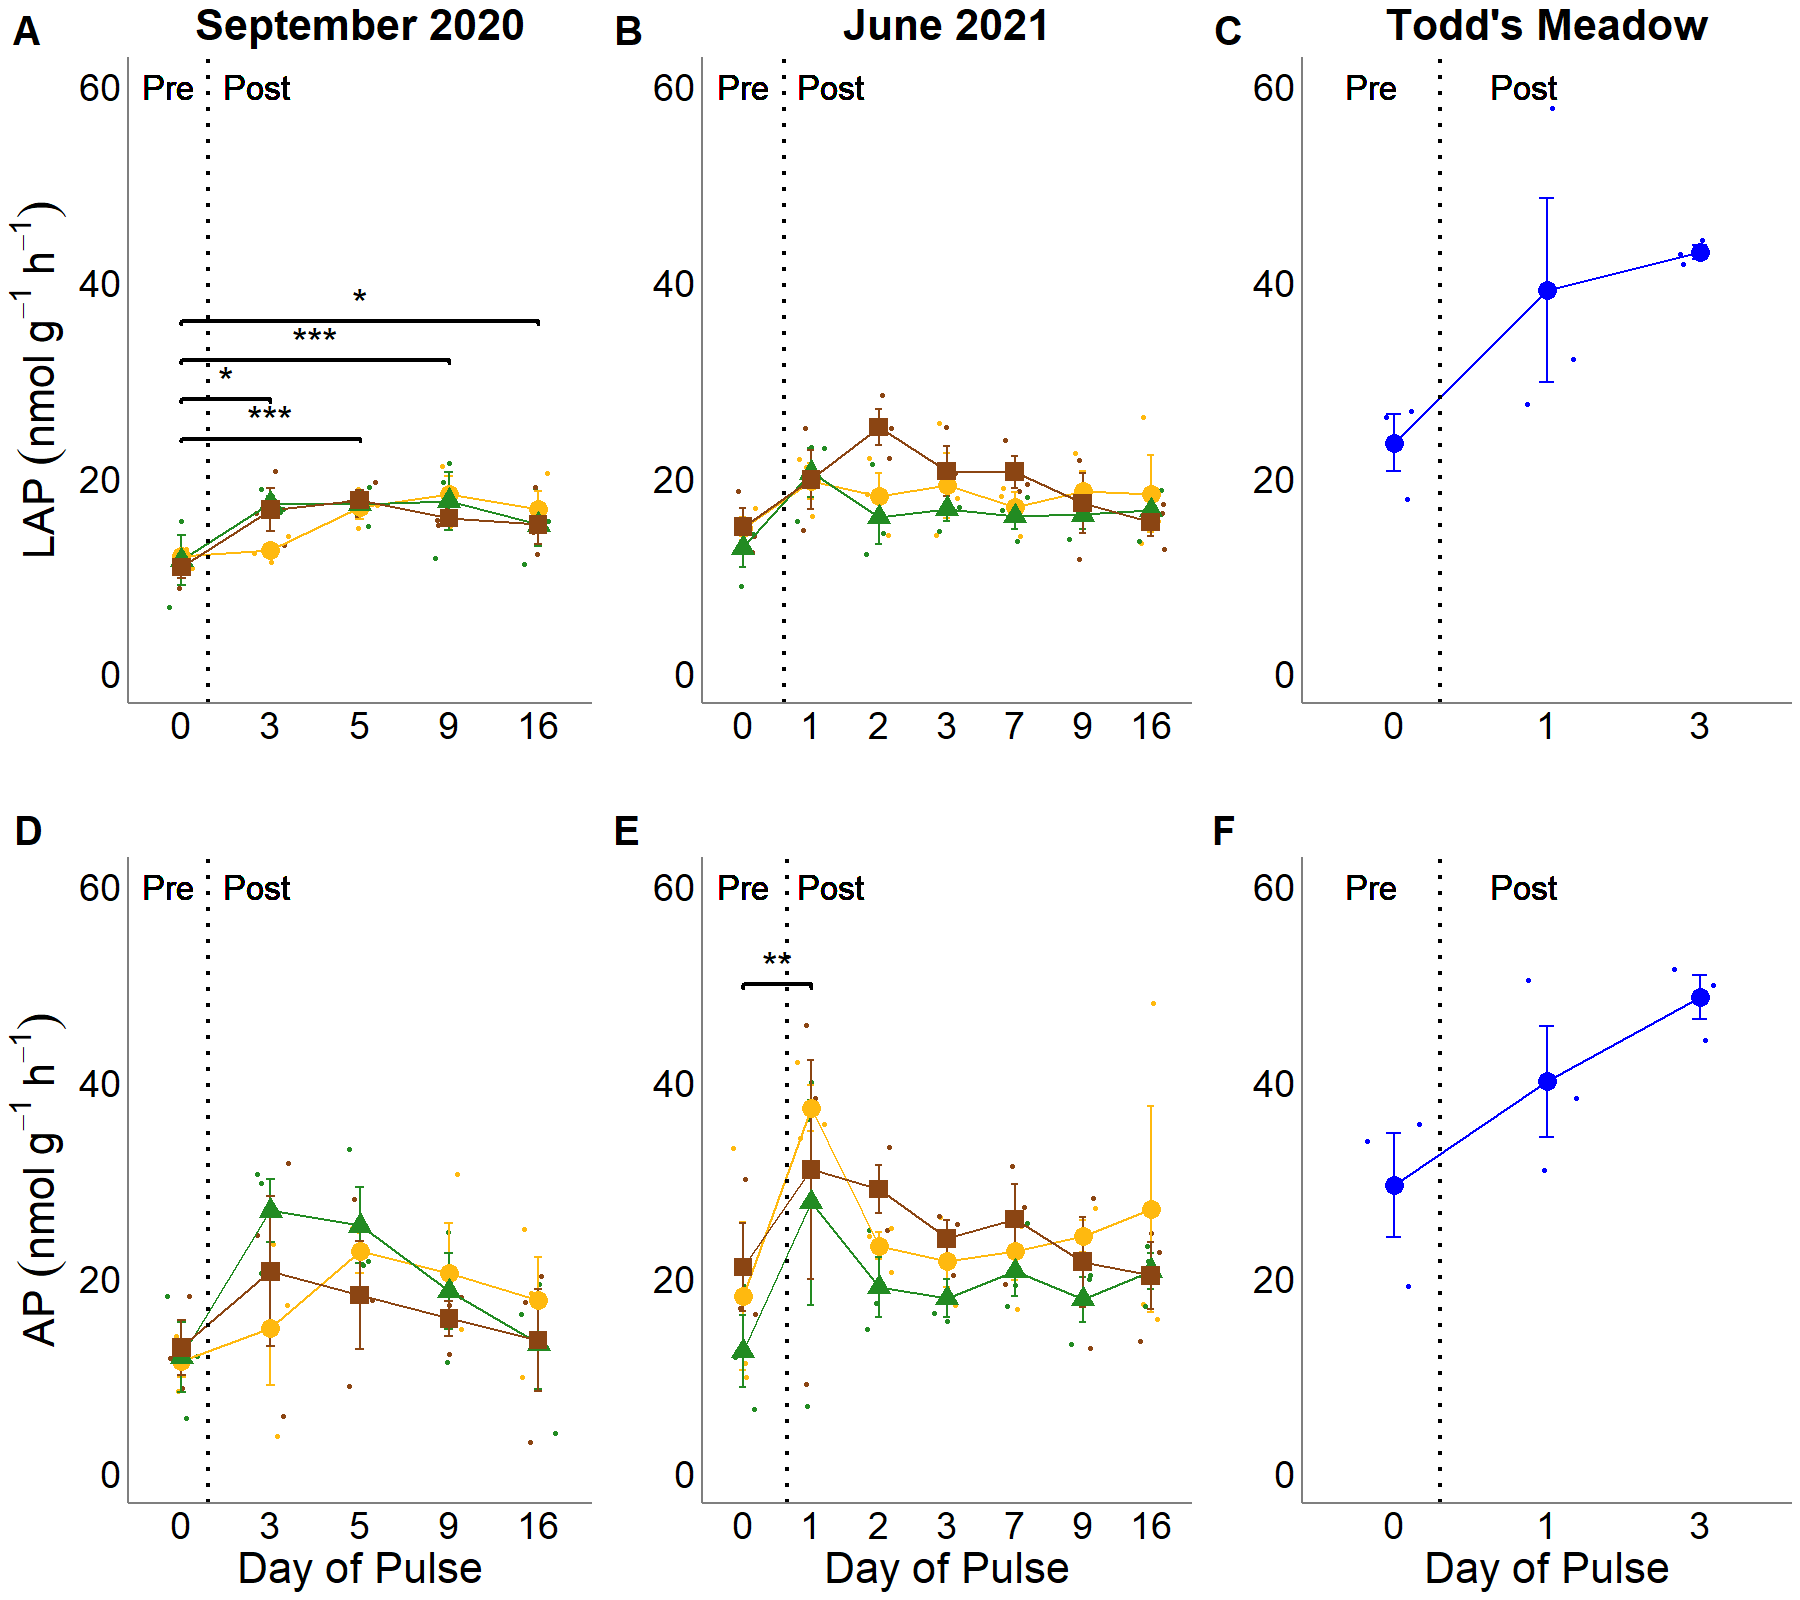 A September 2020 B June 2021 C Todd's Meadow
60 Pre Post 60 Pre Post 60 Pre Post
LAP (nmol g⁻¹ h⁻¹)
40 40 40
*
***
*
***
20 20 20
0 0 0
0 3 5 9 16 0 1 2 3 7 9 16 0 1 3
D E F
60 Pre Post 60 Pre Post 60 Pre Post
**
AP (nmol g⁻¹ h⁻¹)
40 40 40
20 20 20
0 0 0
0 3 5 9 16 0 1 2 3 7 9 16 0 1 3
Day of Pulse Day of Pulse Day of Pulse